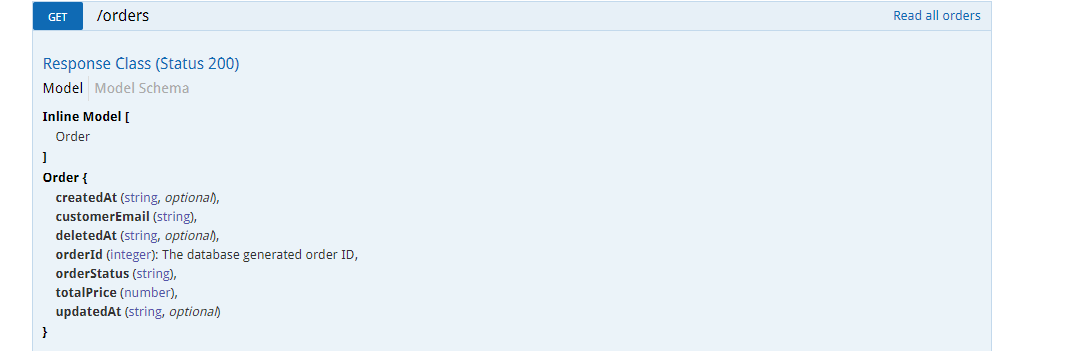 GET /orders Read all orders
Response Class (Status 200)
Model Model Schema
Inline Model [
Order
]
Order {
createdAt (string, optional),
customerEmail (string),
deletedAt (string, optional),
orderId (integer): The database generated order ID,
orderStatus (string),
totalPrice (number),
updatedAt (string, optional)
}